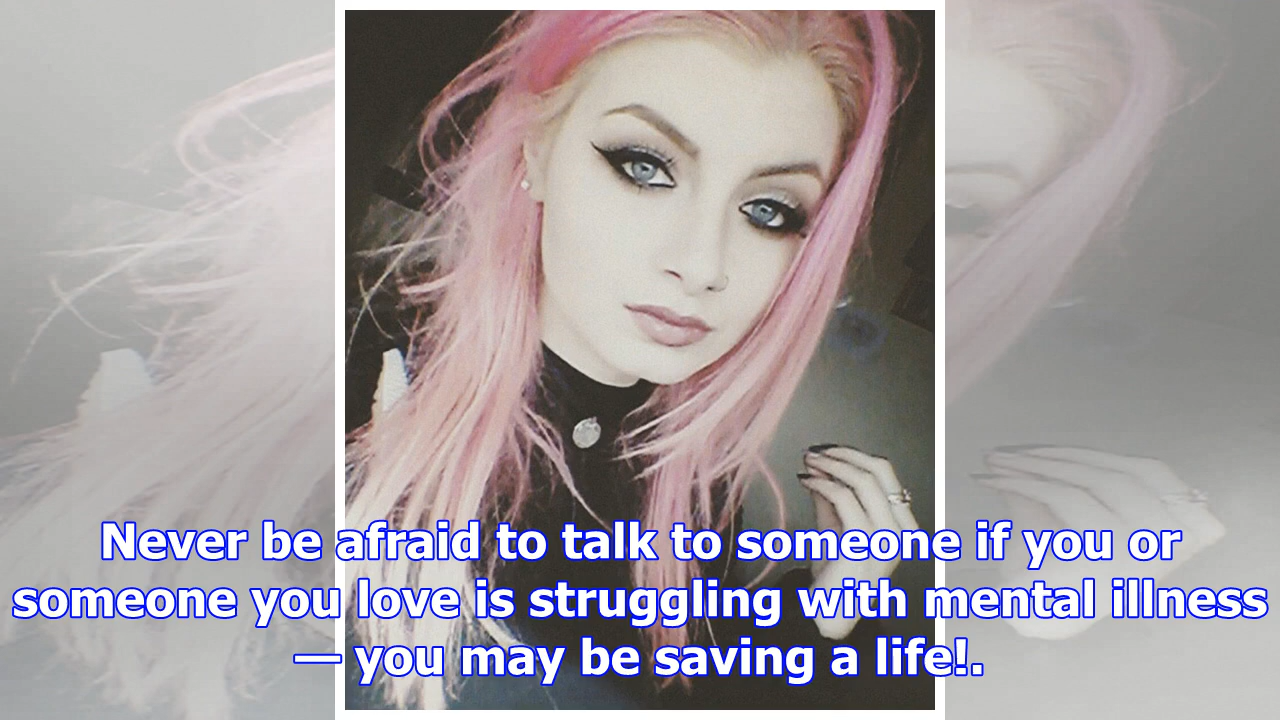 Never be afraid to talk to someone if you or
someone you love is struggling with mental illness
— you may be saving a life!.